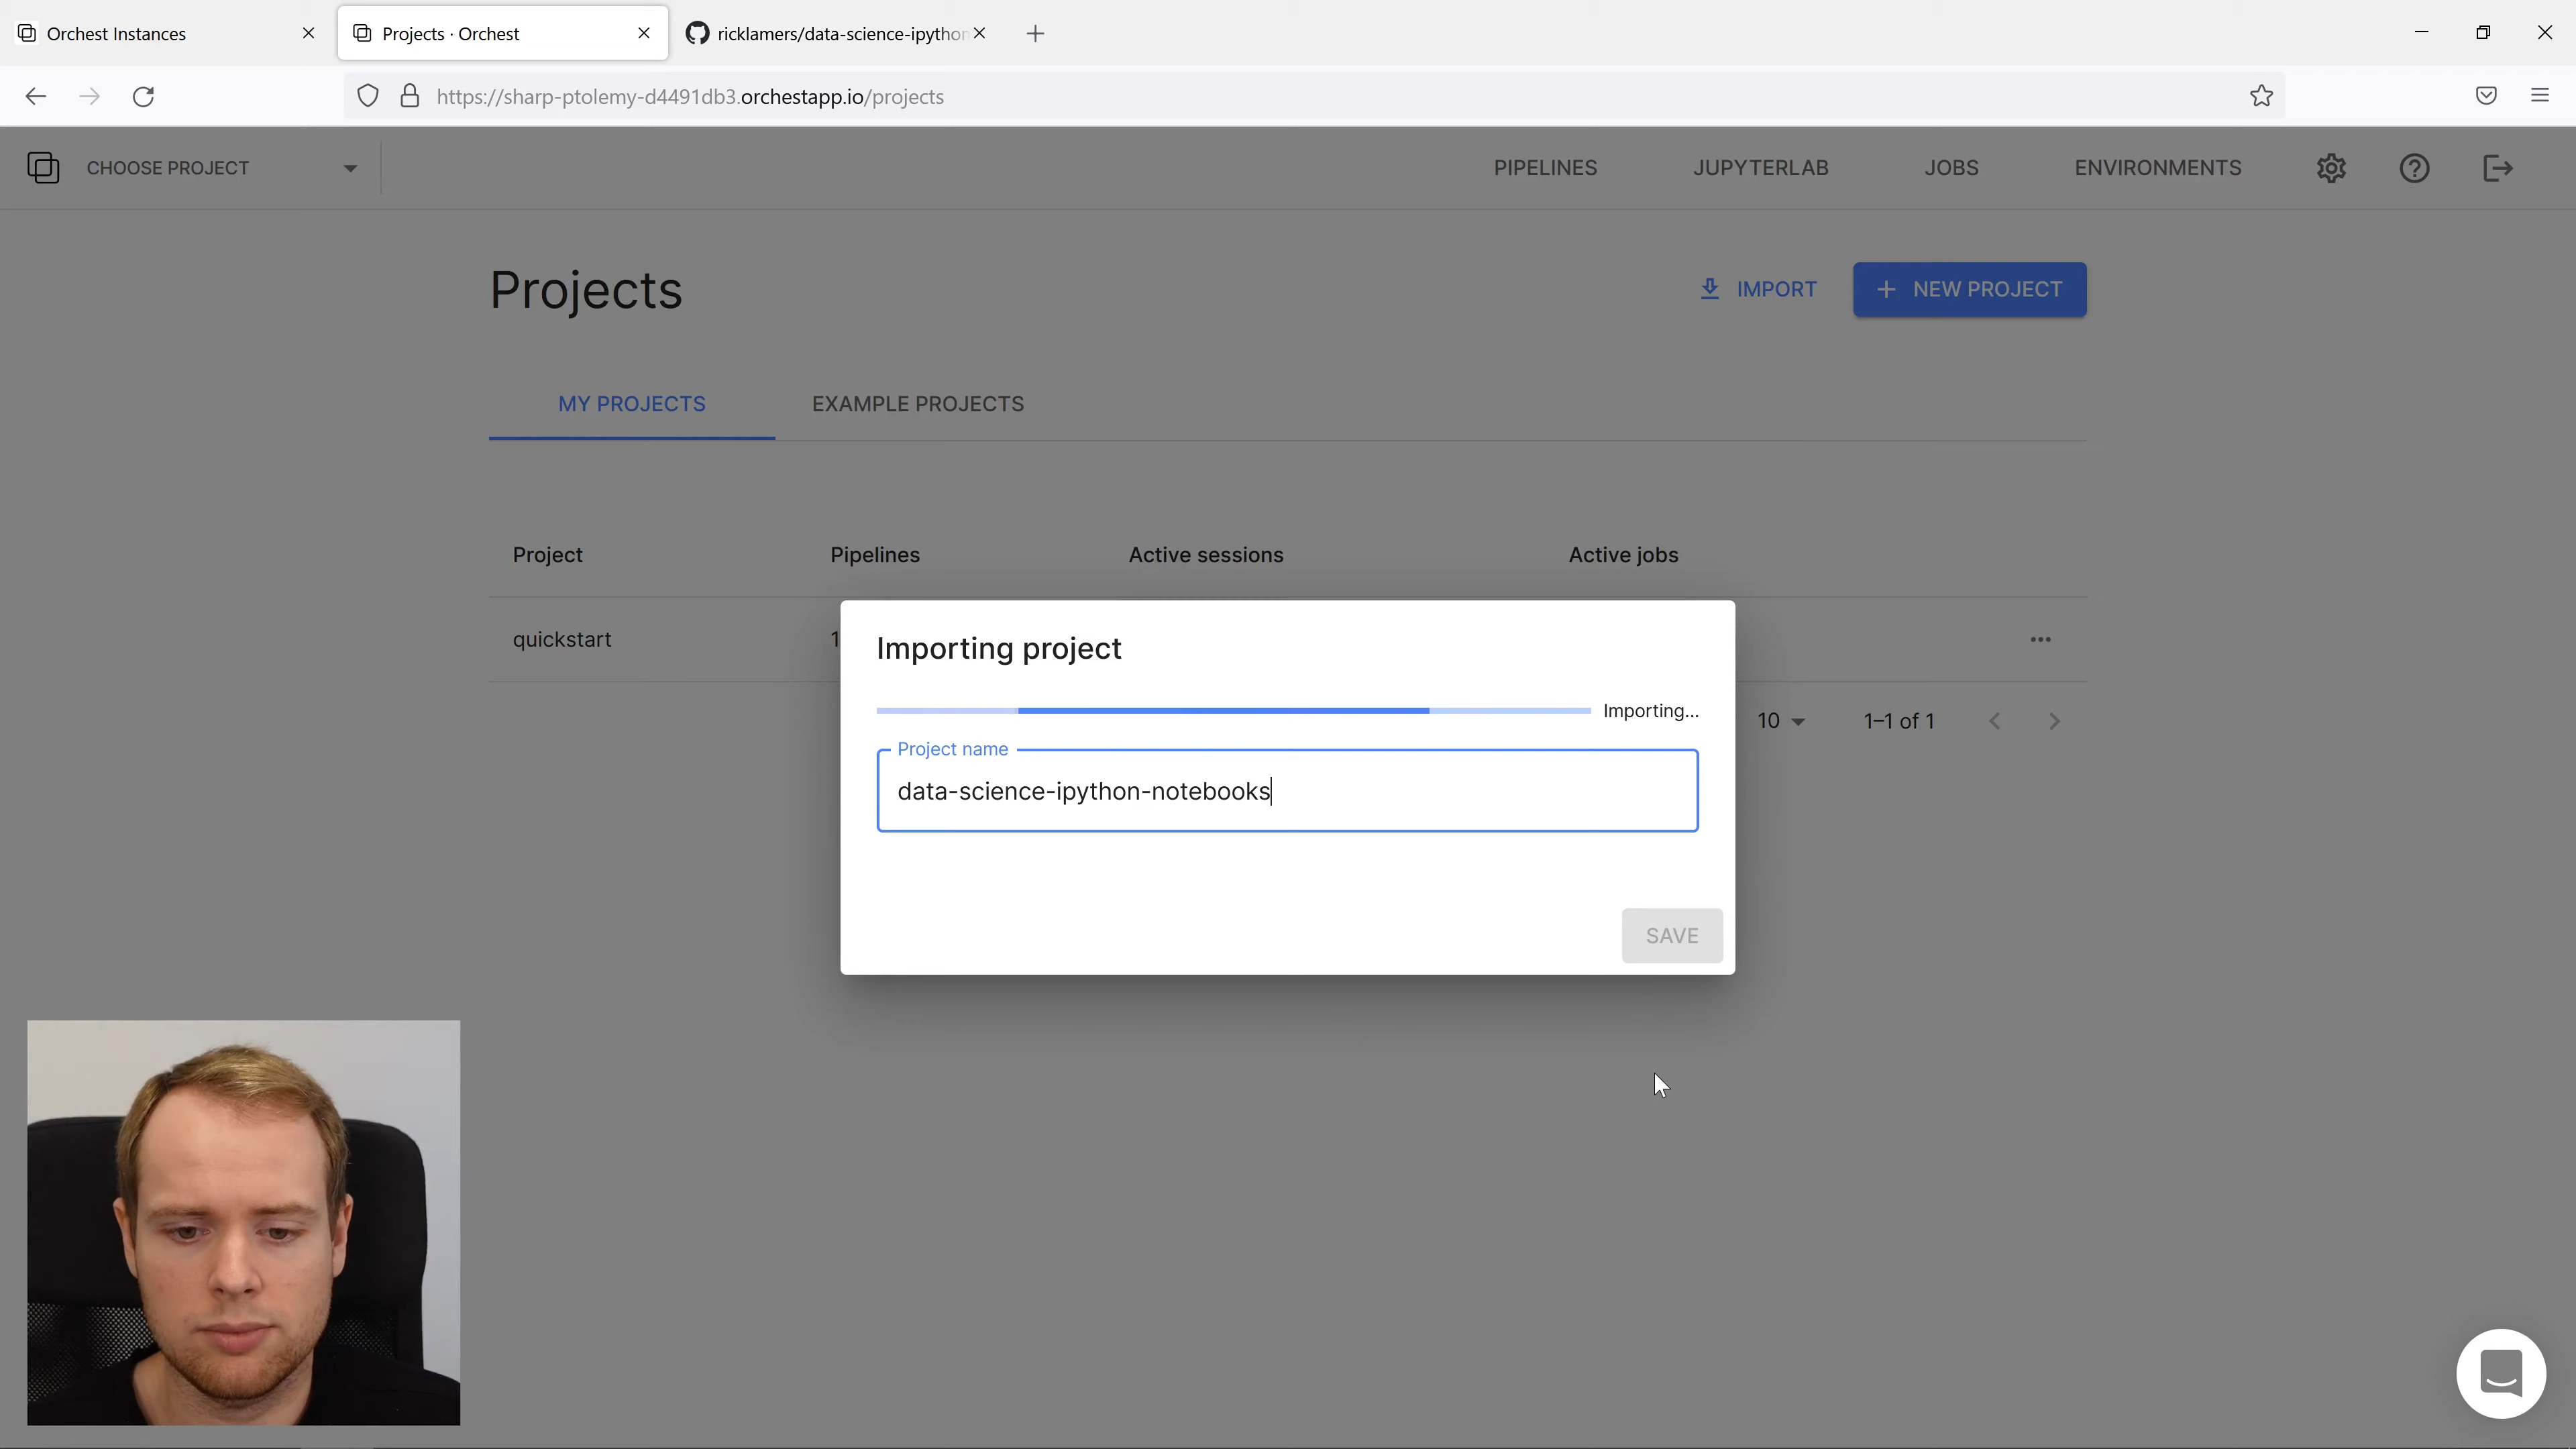 Orchest Instances
Projects · Orchest
ricklamers/data-science-ipython
https://sharp-ptolemy-d4491db3.orchestapp.io/projects
CHOOSE PROJECT
PIPELINES
JUPYTERLAB
JOBS
ENVIRONMENTS
Projects
IMPORT
+ NEW PROJECT
MY PROJECTS
EXAMPLE PROJECTS
Project Pipelines Active sessions Active jobs
quickstart 1
Importing project
Importing...
10
1–1 of 1
Project name
data-science-ipython-notebooks
SAVE